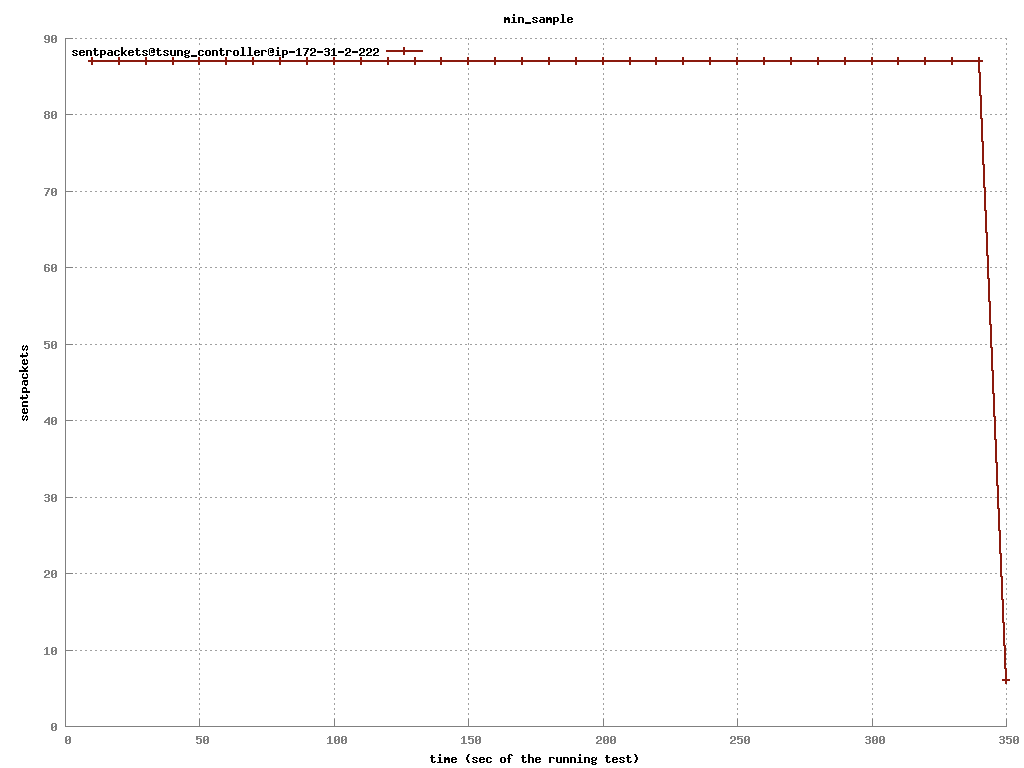 min_sample
sentpackets@tsung_controller@ip-172-31-2-222
90
80
70
60
50
40
30
20
10
0
sentpackets
0 50 100 150 200 250 300 350
time (sec of the running test)